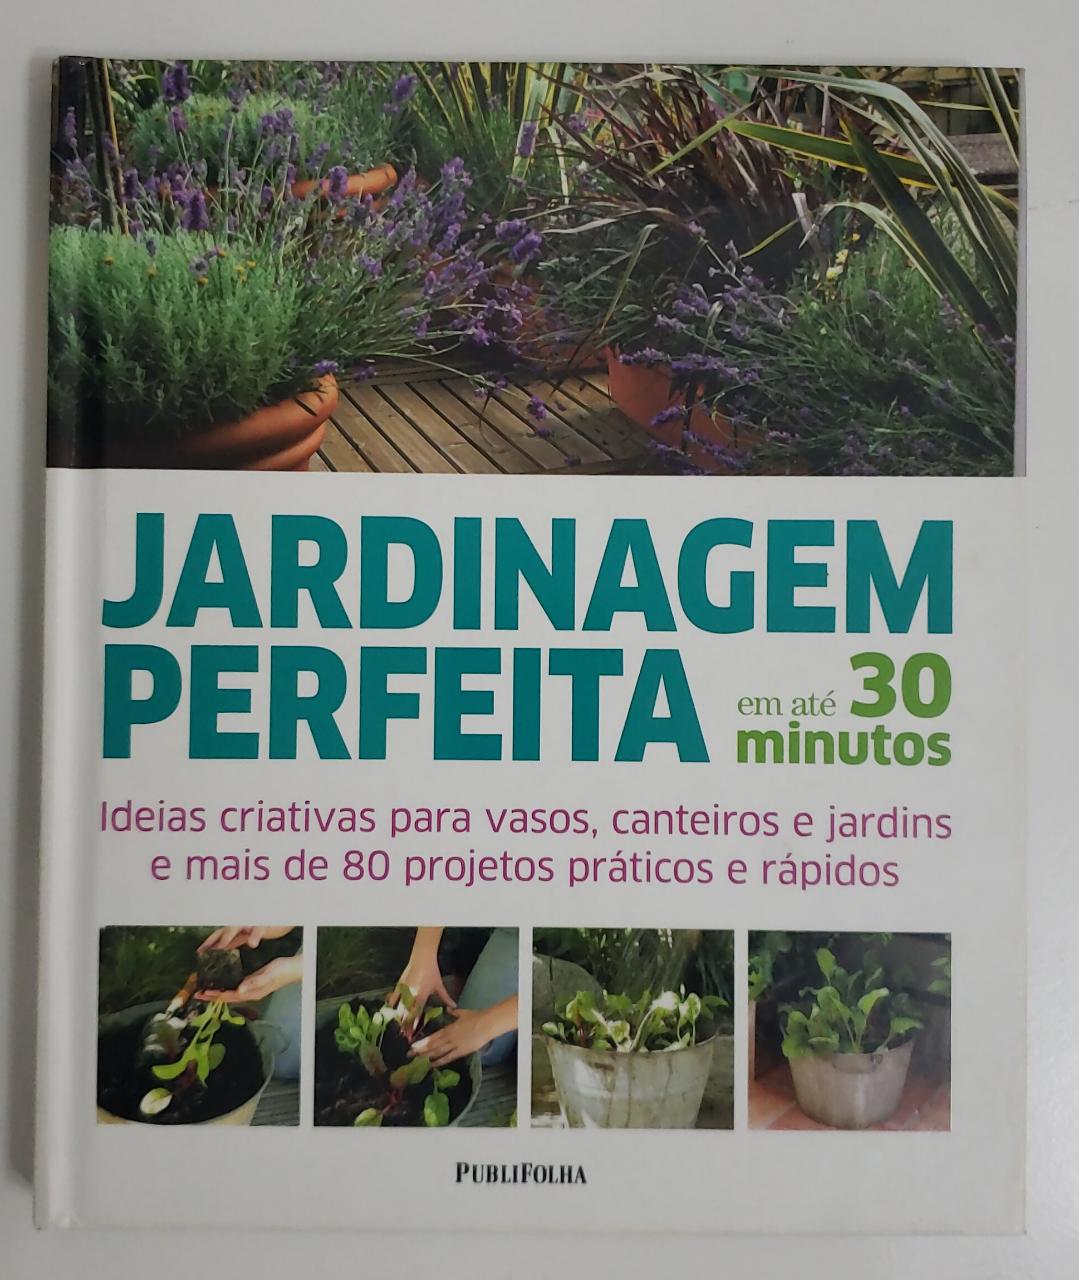 JARDINAGEM
PERFEITA em até 30
minutos
Ideias criativas para vasos, canteiros e jardins
e mais de 80 projetos práticos e rápidos
PUBLIFOLHA